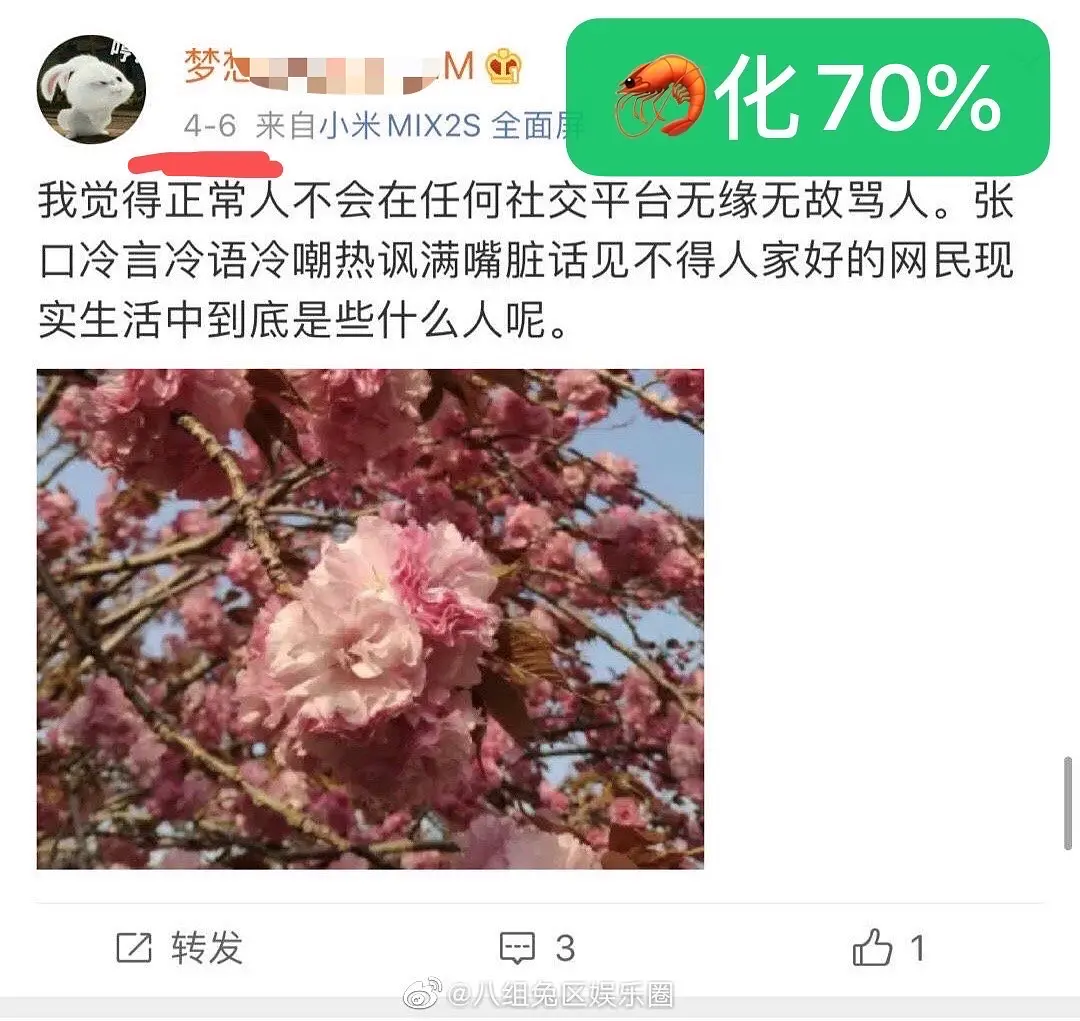 哼
梦想 M
🦐化70%
4-6 来自小米MIX2S 全面屏
我觉得正常人不会在任何社交平台无缘无故骂人。张
口冷言冷语冷嘲热讽满嘴脏话见不得人家好的网民现
实生活中到底是些什么人呢。
转发
3
1
@八组兔区娱乐圈